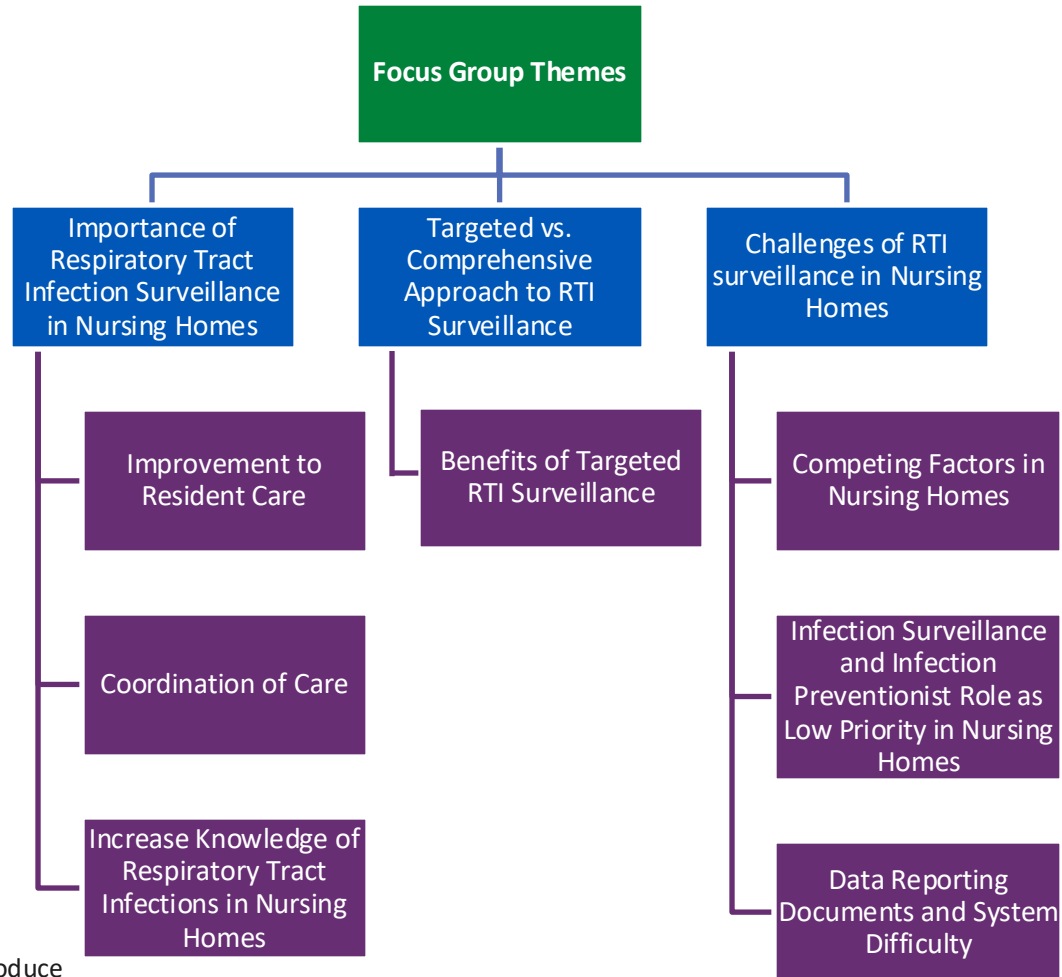 Focus Group Themes
Importance of
Respiratory Tract
Infection Surveillance
in Nursing Homes
Targeted vs.
Comprehensive
Approach to RTI
Surveillance
Challenges of RTI
surveillance in Nursing
Homes
Improvement to
Resident Care
Coordination of Care
Increase Knowledge of
Respiratory Tract
Infections in Nursing
Homes
Benefits of Targeted
RTI Surveillance
Competing Factors in
Nursing Homes
Infection Surveillance
and Infection
Preventionist Role as
Low Priority in Nursing
Homes
Data Reporting
Documents and System
Difficulty